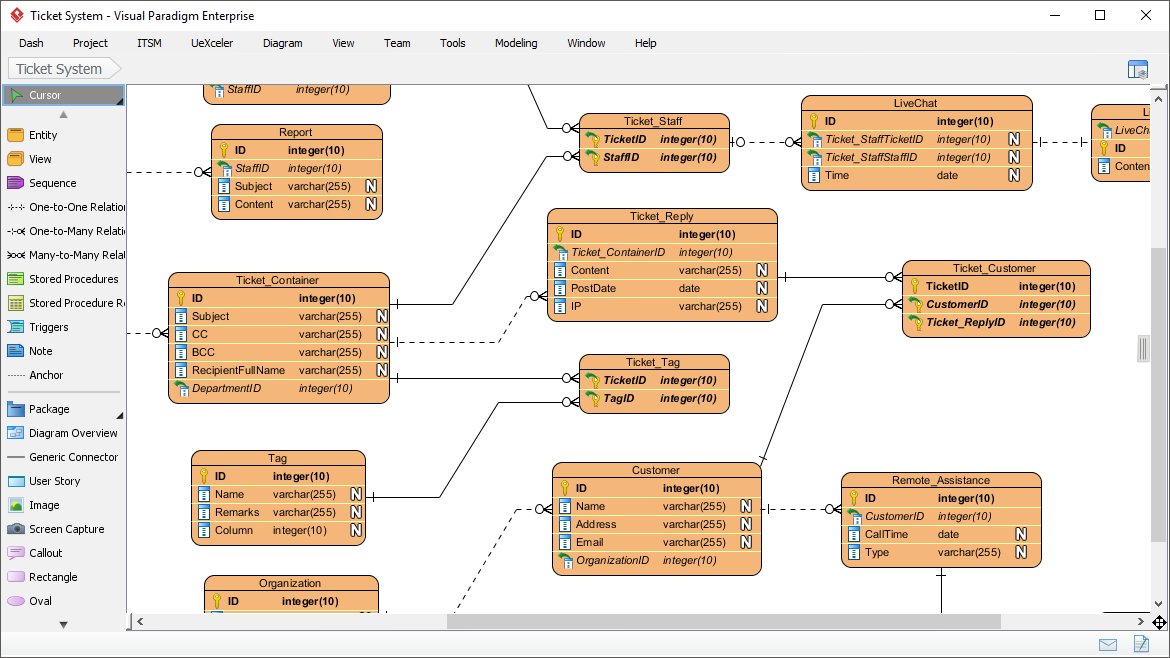 Ticket System - Visual Paradigm Enterprise
Dash Project ITSM UeXceler Diagram View Team Tools Modeling Window Help
Ticket System
Cursor
Entity
View
Sequence
One-to-One Relatio
One-to-Many Relati
Many-to-Many Relat
Stored Procedures
Stored Procedure Re
Triggers
Note
Anchor
Package
Diagram Overview
Generic Connector
User Story
Image
Screen Capture
Callout
Rectangle
Oval
StaffID integer(10)
Report
ID integer(10)
StaffID integer(10)
Subject varchar(255) N
Content varchar(255) N
Ticket_Staff
TicketID integer(10)
StaffID integer(10)
LiveChat
ID integer(10)
Ticket_StaffTicketID integer(10) N
Ticket_StaffStaffID integer(10) N
Time date N
L
LiveCh
ID
Conten
Ticket_Reply
ID integer(10)
Ticket_ContainerID integer(10)
Content varchar(255) N
PostDate date N
IP varchar(255) N
Ticket_Container
ID integer(10)
Subject varchar(255) N
CC varchar(255) N
BCC varchar(255) N
RecipientFullName varchar(255) N
DepartmentID integer(10)
Ticket_Customer
TicketID integer(10)
CustomerID integer(10)
Ticket_ReplyID integer(10)
Ticket_Tag
TicketID integer(10)
TagID integer(10)
Tag
ID integer(10)
Name varchar(255) N
Remarks varchar(255) N
Column integer(10) N
Customer
ID integer(10)
Name varchar(255) N
Address varchar(255) N
Email varchar(255) N
OrganizationID integer(10)
Remote_Assistance
ID integer(10)
CustomerID integer(10)
CallTime date N
Type varchar(255) N
Organization
ID integer(10)